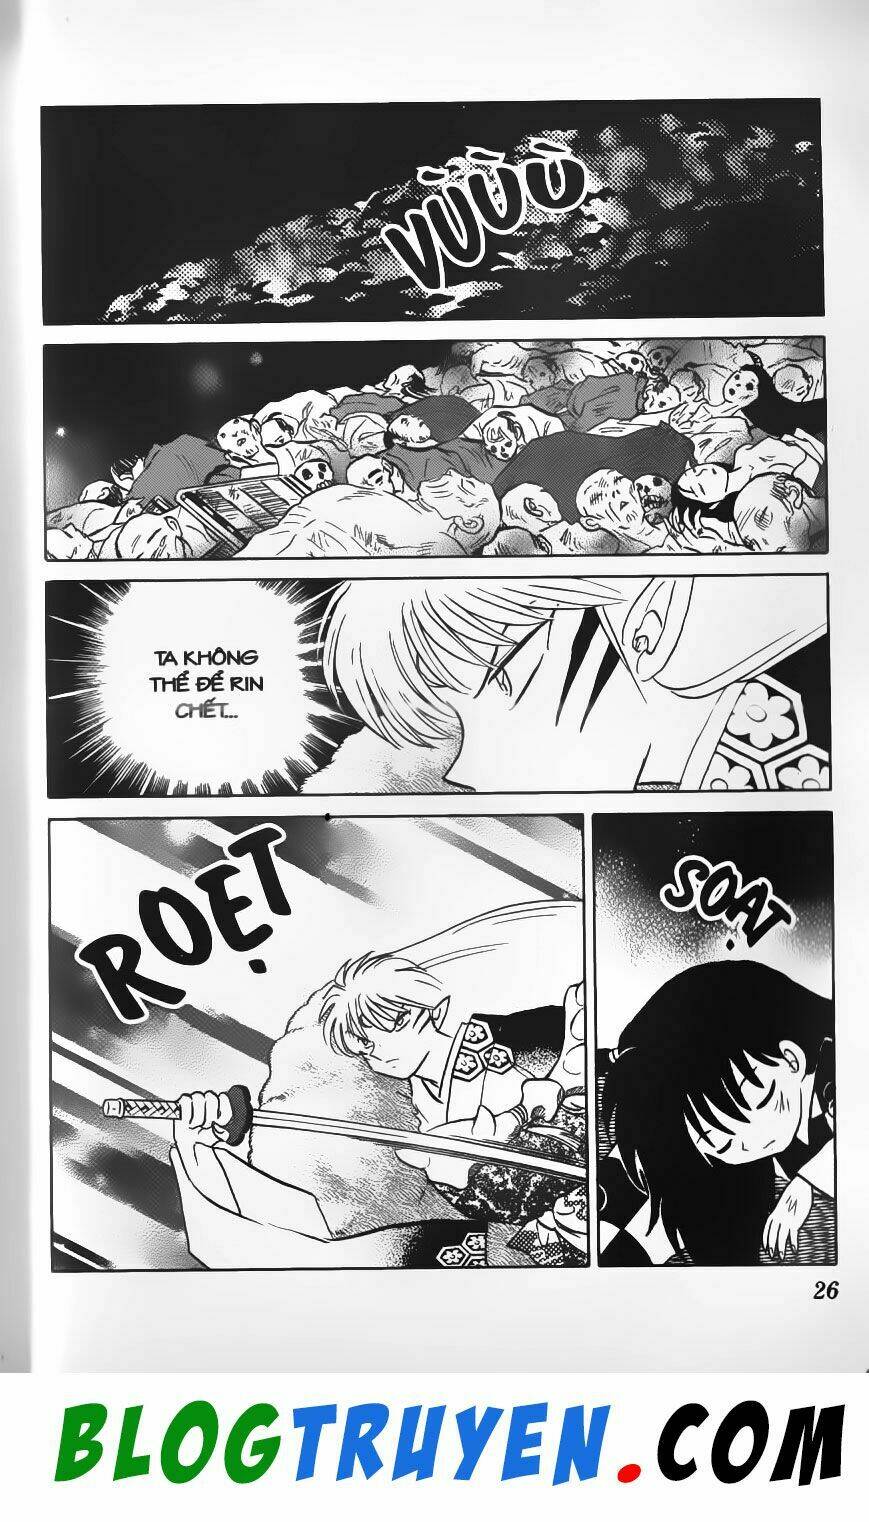 VÙÙÙ
TA KHÔNG
THỂ ĐỂ RIN
CHẾT...
ROẸT
SOẠT
26
BLOGTRUYEN.COM